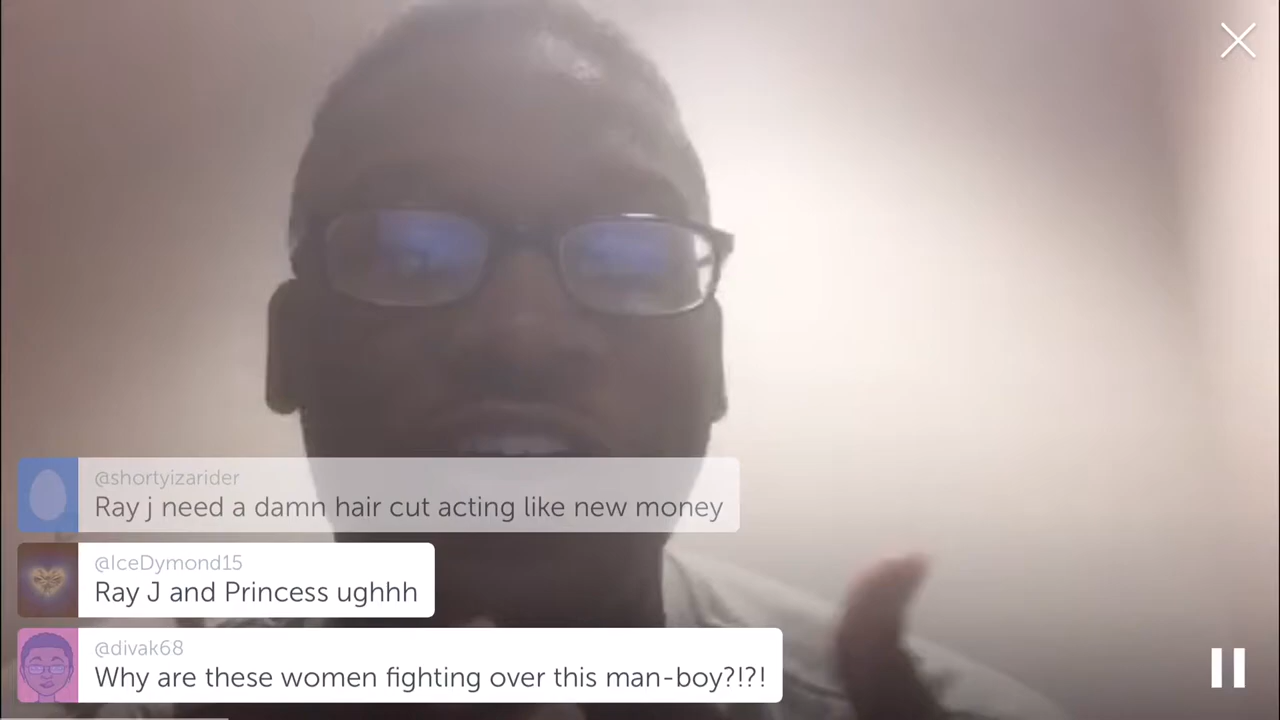 @shortyizarider
Ray j need a damn hair cut acting like new money
@IceDymond15
Ray J and Princess ughhh
@divak68
Why are these women fighting over this man-boy?!?!